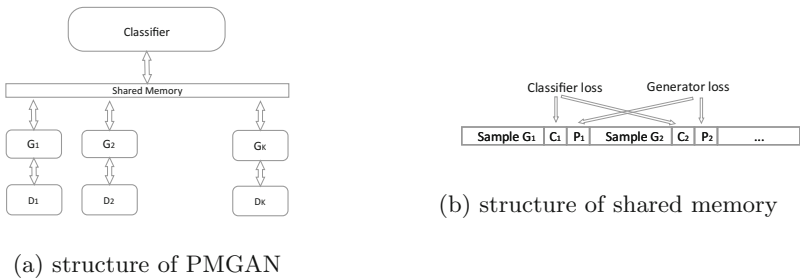 Classifier
Shared Memory
G1
G2
GK
D1
D2
DK
(a) structure of PMGAN
Classifier loss
Generator loss
Sample G1
C1
P1
Sample G2
C2
P2
...
(b) structure of shared memory